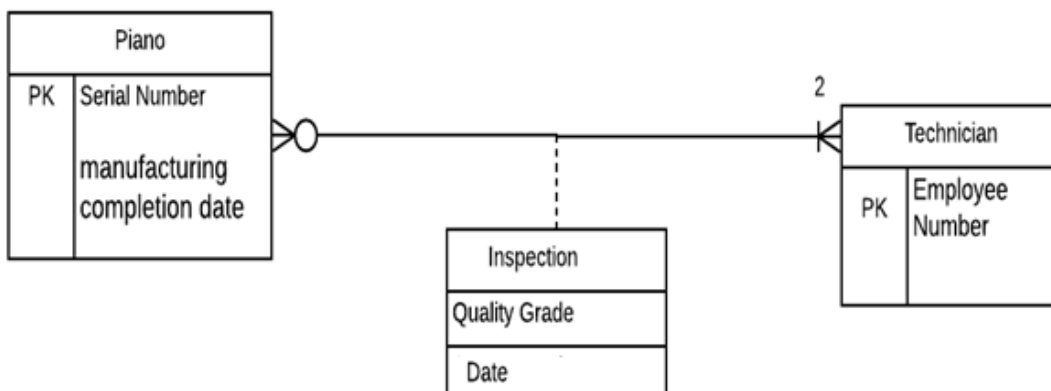 Piano
PK
Serial Number
manufacturing
completion date
2
Technician
PK
Employee
Number
Inspection
Quality Grade
Date